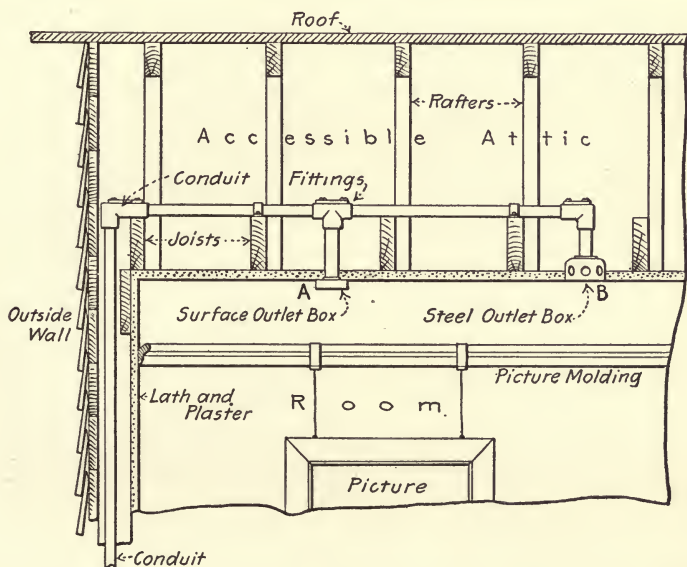 Roof
Rafters
Accessible Attic
Conduit
Fittings
Joists
A
B
Outside
Wall
Surface Outlet Box
Steel Outlet Box
Picture Molding
Lath and
Plaster
Room
Picture
Conduit